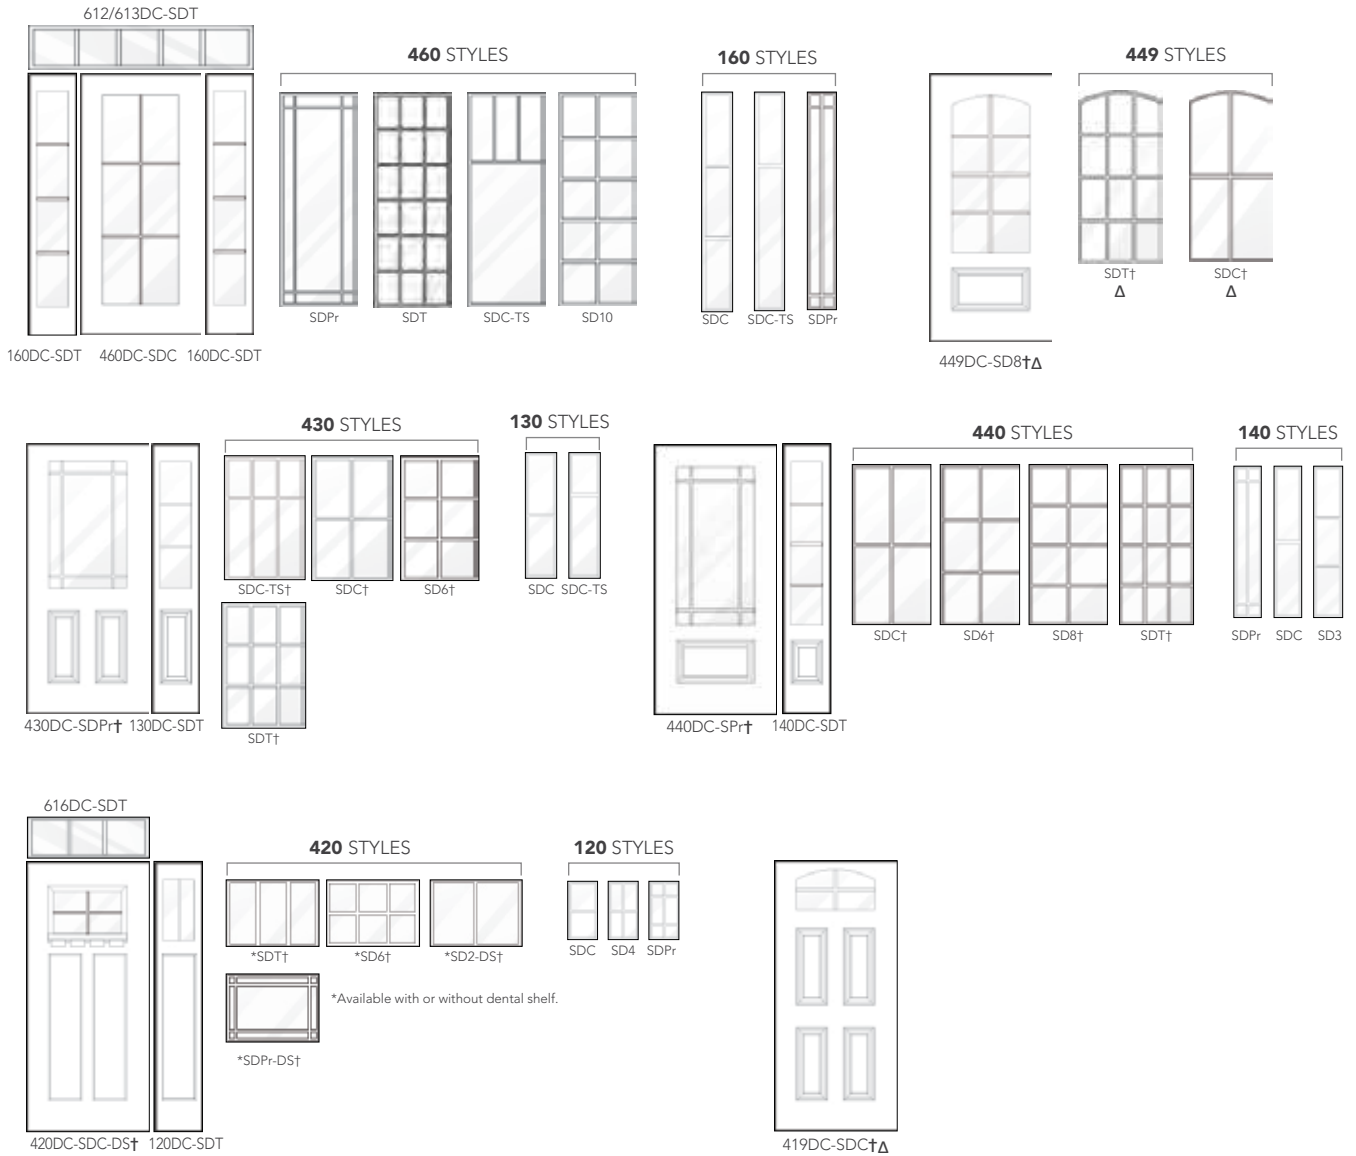 612/613DC-SDT
460 STYLES
160 STYLES
449 STYLES
SDPr
SDT
SDC-TS
SD10
SDC
SDC-TS
SDPr
SDT†
Δ
SDC†
Δ
160DC-SDT
460DC-SDC
160DC-SDT
449DC-SD8†Δ
430 STYLES
130 STYLES
440 STYLES
140 STYLES
SDC-TS†
SDC†
SD6†
SDC
SDC-TS
SDC†
SD6†
SD8†
SDT†
SDPr
SDC
SD3
430DC-SDPr†
130DC-SDT
SDT†
440DC-SPr†
140DC-SDT
616DC-SDT
420 STYLES
120 STYLES
*SDT†
*SD6†
*SD2-DS†
SDC
SD4
SDPr
*Available with or without dental shelf.
*SDPr-DS†
420DC-SDC-DS†
120DC-SDT
419DC-SDC†Δ